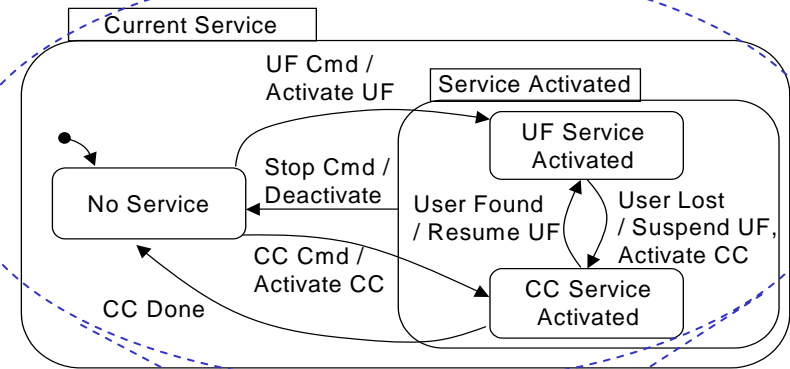 Current Service
UF Cmd /
Activate UF
Service Activated
UF Service
Activated
Stop Cmd /
Deactivate
No Service
User Found
/ Resume UF
User Lost
/ Suspend UF,
Activate CC
CC Cmd /
Activate CC
CC Service
Activated
CC Done